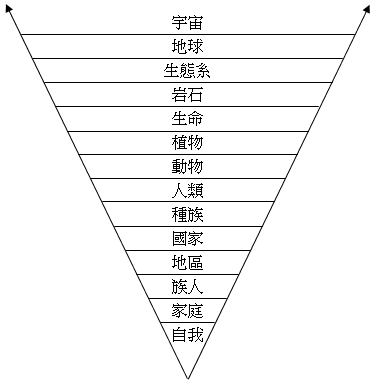 宇宙
地球
生態系
岩石
生命
植物
動物
人類
種族
國家
地區
族人
家庭
自我